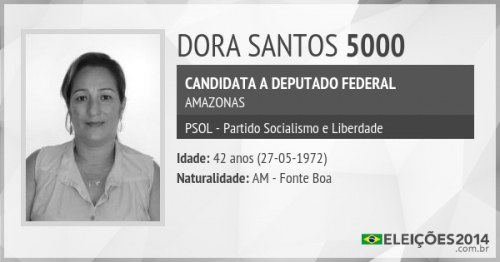 DORA SANTOS 5000
CANDIDATA A DEPUTADO FEDERAL
AMAZONAS
PSOL - Partido Socialismo e Liberdade
Idade: 42 anos (27-05-1972)
Naturalidade: AM - Fonte Boa
ELEIÇÕES2014
.com.br